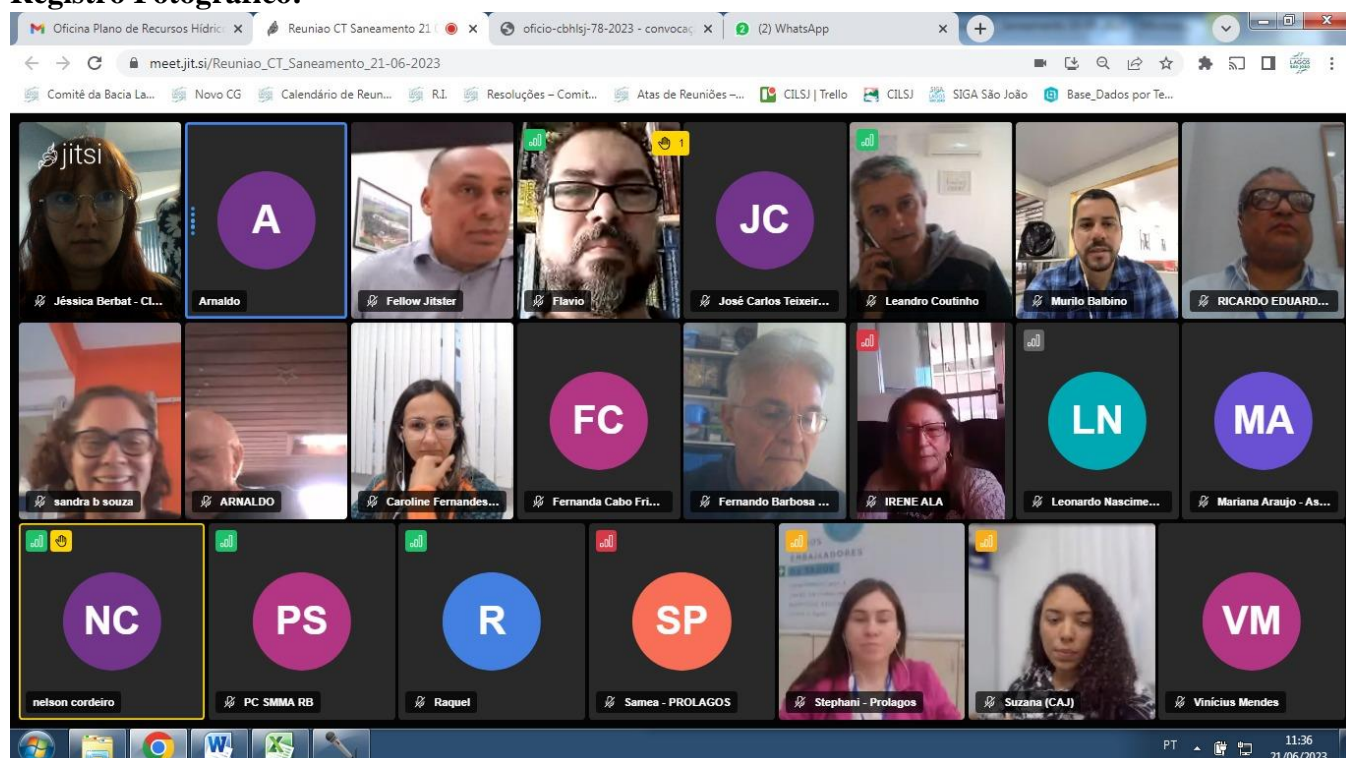 Registro Fotográfico:
Oficina Plano de Recursos Hídric
Reuniao CT Saneamento 21
oficio-cbhlsj-78-2023 - convocaç
(2) WhatsApp
meet.jit.si/Reuniao_CT_Saneamento_21-06-2023
Comitê da Bacia La... Novo CG Calendário de Reun... R.I. Resoluções – Comit... Atas de Reuniões –... CILSJ | Trello CILSJ SIGA São João Base_Dados por Te...
jitsi
A
1
JC
Jéssica Berbat - CI...
Arnaldo
Fellow Jitster
Flavio
José Carlos Teixeir...
Leandro Coutinho
Murilo Balbino
RICARDO EDUARD...
FC
LN
MA
sandra b souza
ARNALDO
Caroline Fernandes...
Fernanda Cabo Fri...
Fernando Barbosa ...
IRENE ALA
Leonardo Nascime...
Mariana Araujo - As...
NC
PS
R
SP
EMBAIXADORES
VM
nelson cordeiro
PC SMMA RB
Raquel
Samea - PROLAGOS
Stephani - Prolagos
Suzana (CAJ)
Vinícius Mendes
PT
11:36
21/06/2023